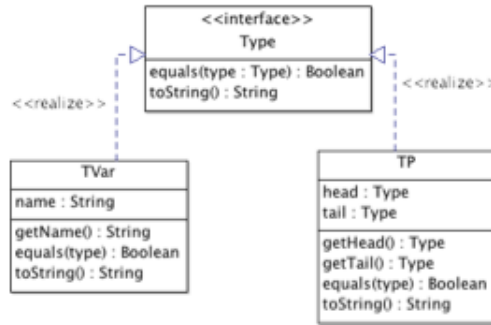 <<interface>>
Type
equals(type : Type) : Boolean
toString() : String
<<realize>>
<<realize>>
TVar
name : String
getName() : String
equals(type) : Boolean
toString() : String
TP
head : Type
tail : Type
getHead() : Type
getTail() : Type
equals(type) : Boolean
toString() : String